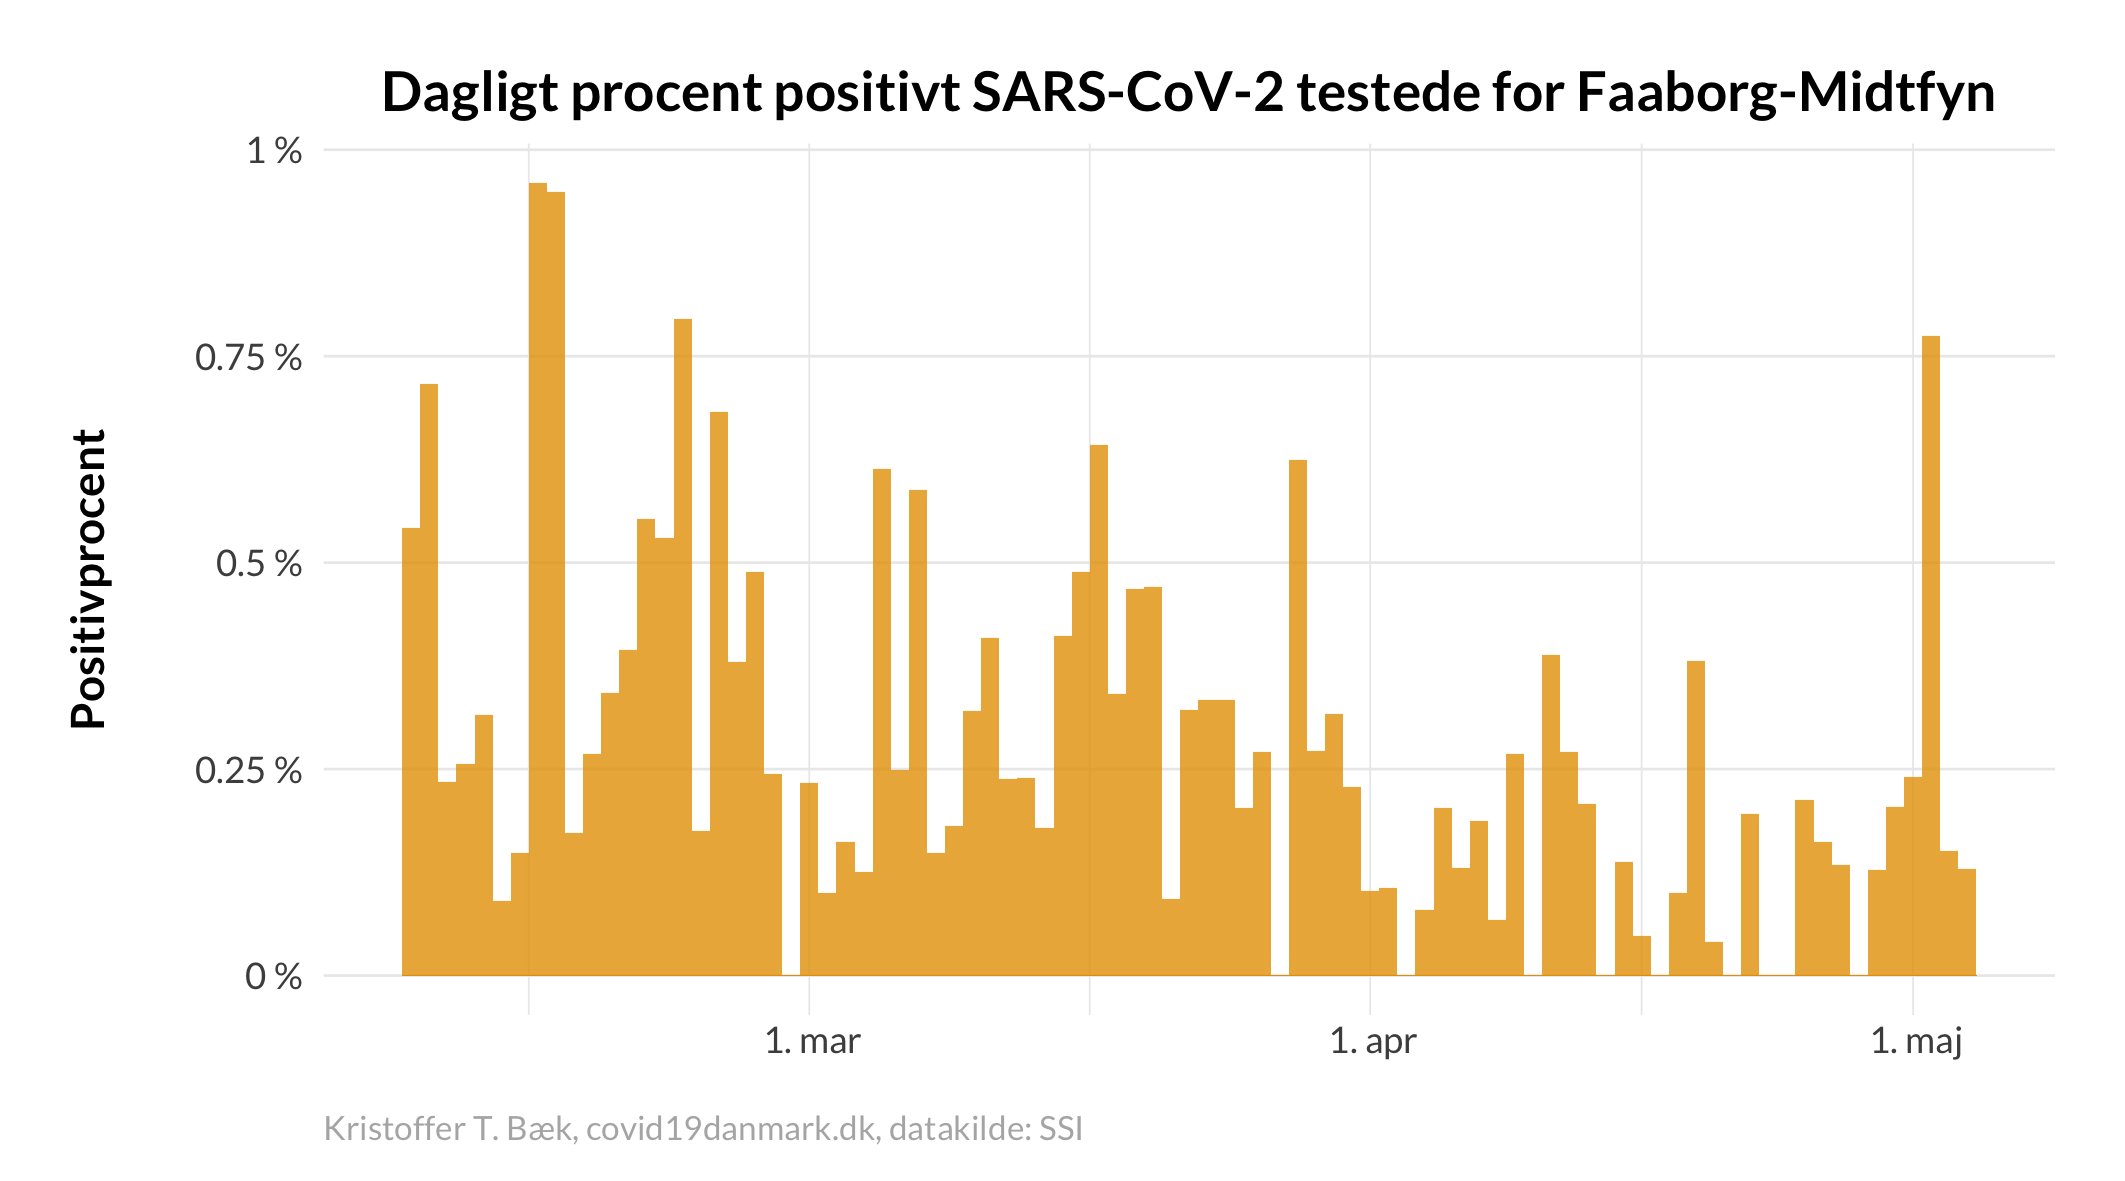 Dagligt procent positivt SARS-CoV-2 testede for Faaborg-Midtfyn
Positivprocent
1 %
0.75 %
0.5 %
0.25 %
0 %
1. mar
1. apr
1. maj
Kristoffer T. Bæk, covid19danmark.dk, datakilde: SSI